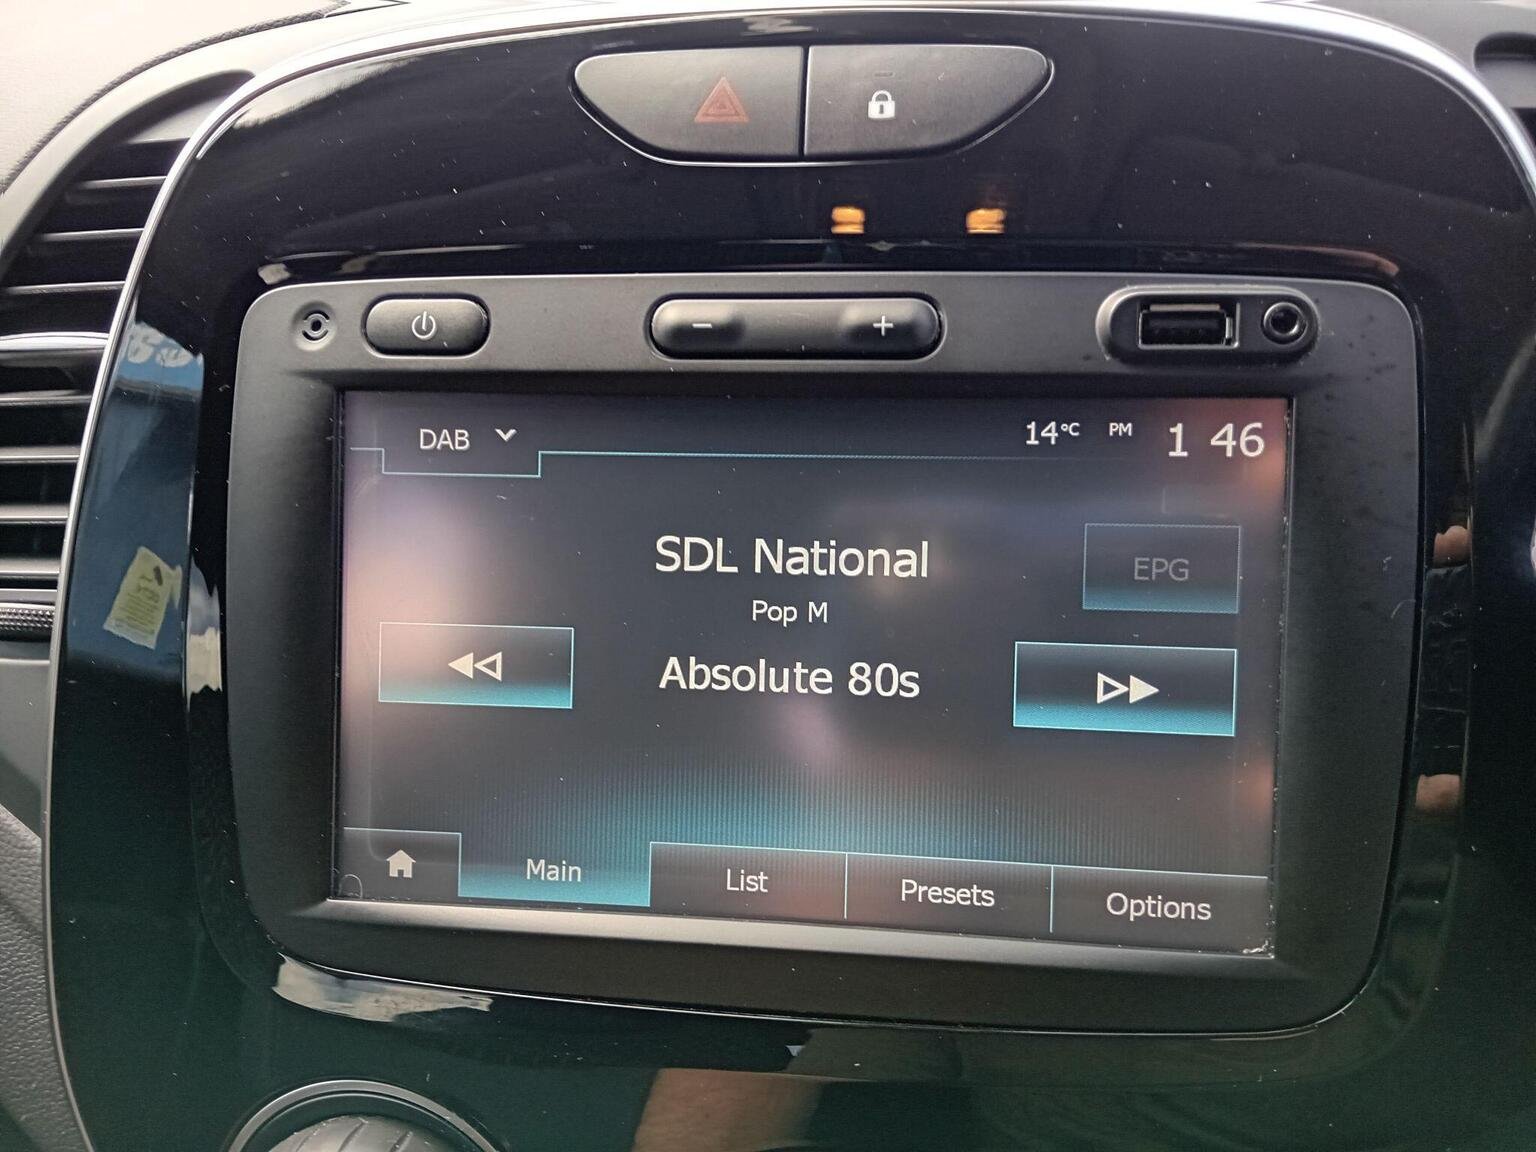 DAB
14°C PM 1 46
SDL National
EPG
Pop M
Absolute 80s
Main
List
Presets
Options